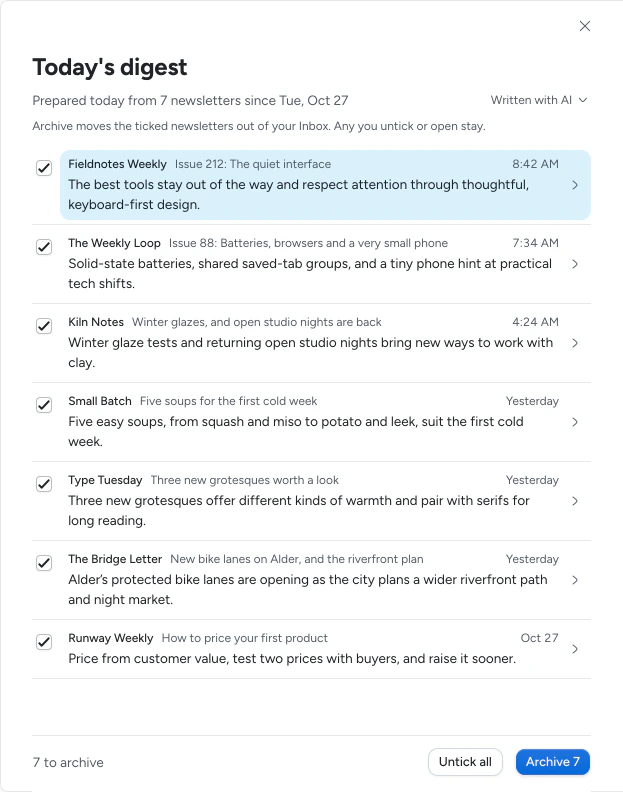 Today's digest
Prepared today from 7 newsletters since Tue, Oct 27
Written with AI
Archive moves the ticked newsletters out of your Inbox. Any you untick or open stay.
Fieldnotes Weekly Issue 212: The quiet interface 8:42 AM
The best tools stay out of the way and respect attention through thoughtful,
keyboard-first design.
The Weekly Loop Issue 88: Batteries, browsers and a very small phone 7:34 AM
Solid-state batteries, shared saved-tab groups, and a tiny phone hint at practical
tech shifts.
Kiln Notes Winter glazes, and open studio nights are back 4:24 AM
Winter glaze tests and returning open studio nights bring new ways to work with
clay.
Small Batch Five soups for the first cold week Yesterday
Five easy soups, from squash and miso to potato and leek, suit the first cold
week.
Type Tuesday Three new grotesques worth a look Yesterday
Three new grotesques offer different kinds of warmth and pair with serifs for
long reading.
The Bridge Letter New bike lanes on Alder, and the riverfront plan Yesterday
Alder’s protected bike lanes are opening as the city plans a wider riverfront path
and night market.
Runway Weekly How to price your first product Oct 27
Price from customer value, test two prices with buyers, and raise it sooner.
7 to archive
Untick all
Archive 7